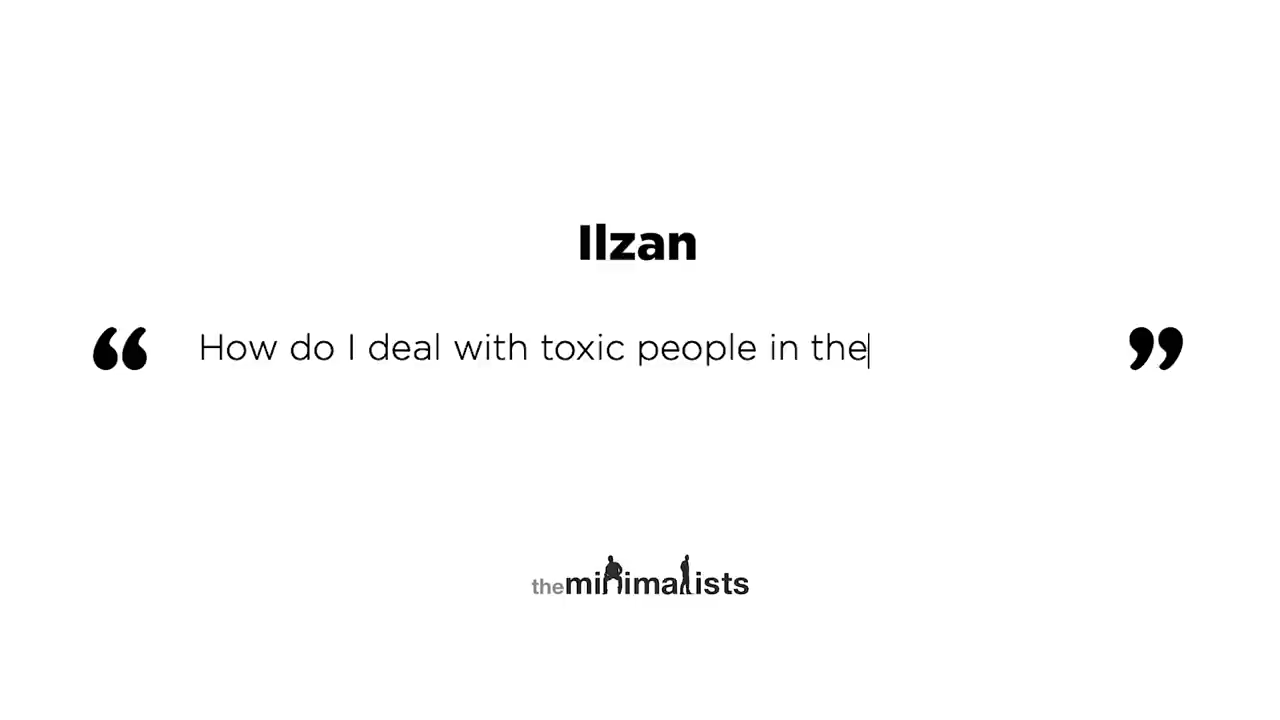 Ilzan
“ How do I deal with toxic people in the ”
theminimalists